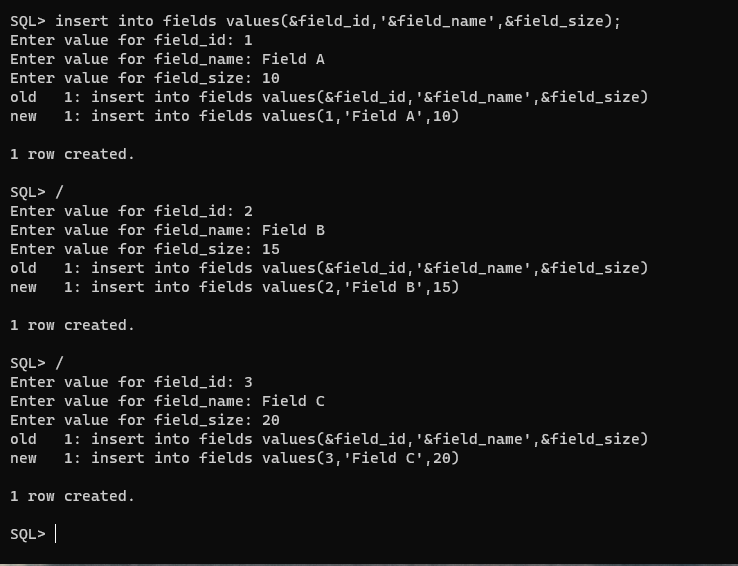 SQL> insert into fields values(&field_id,'&field_name',&field_size);
Enter value for field_id: 1
Enter value for field_name: Field A
Enter value for field_size: 10
old   1: insert into fields values(&field_id,'&field_name',&field_size)
new   1: insert into fields values(1,'Field A',10)
1 row created.
SQL> /
Enter value for field_id: 2
Enter value for field_name: Field B
Enter value for field_size: 15
old   1: insert into fields values(&field_id,'&field_name',&field_size)
new   1: insert into fields values(2,'Field B',15)
1 row created.
SQL> /
Enter value for field_id: 3
Enter value for field_name: Field C
Enter value for field_size: 20
old   1: insert into fields values(&field_id,'&field_name',&field_size)
new   1: insert into fields values(3,'Field C',20)
1 row created.
SQL>